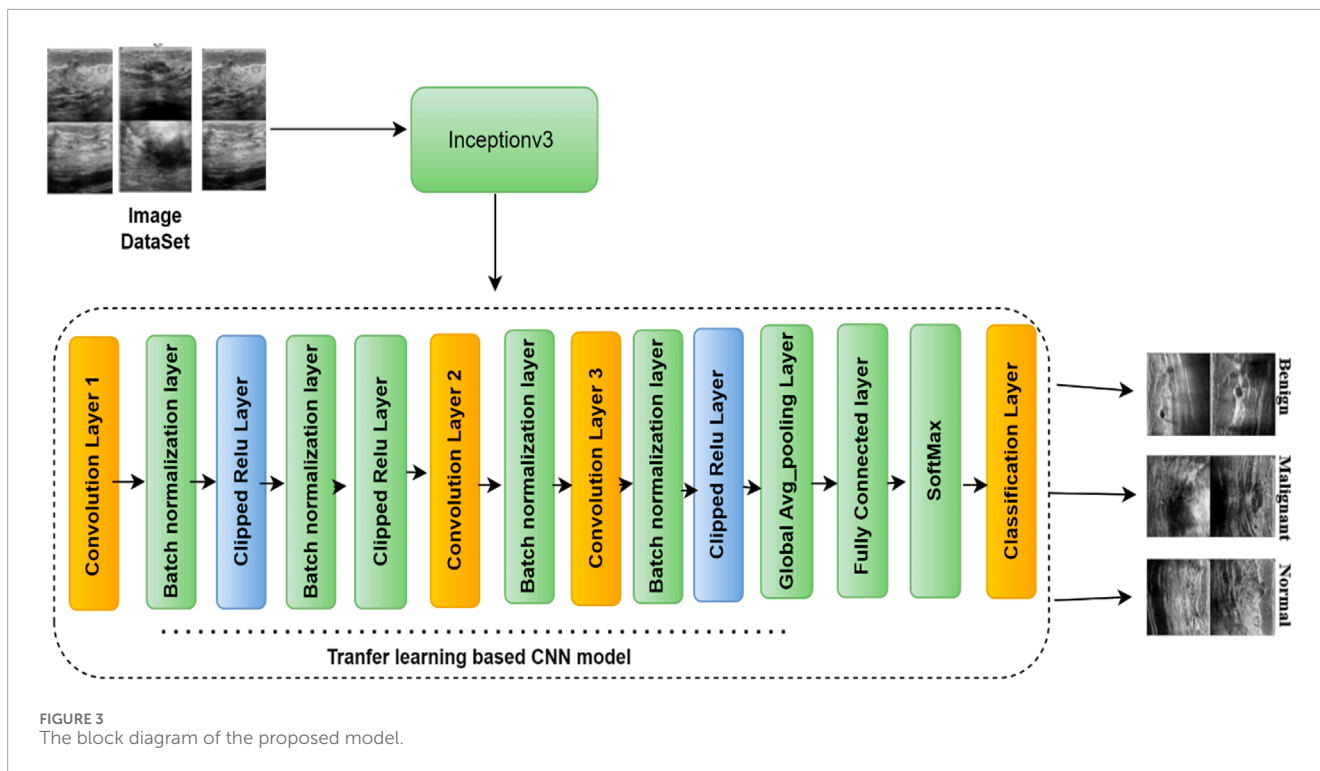 Inceptionv3
Image
DataSet
Convolution Layer 1
Batch normalization layer
Clipped Relu Layer
Batch normalization layer
Clipped Relu Layer
Convolution Layer 2
Batch normalization layer
Convolution Layer 3
Batch normalization layer
Clipped Relu Layer
Global Avg_pooling Layer
Fully Connected layer
SoftMax
Classification Layer
Benign
Malignant
Normal
Tranfer learning based CNN model
FIGURE 3
The block diagram of the proposed model.